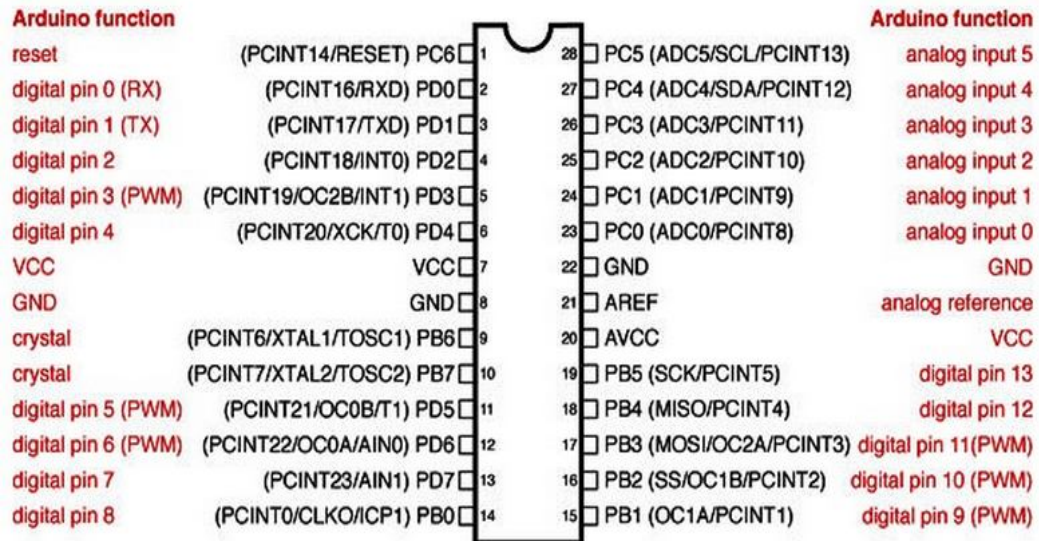 Arduino function Arduino function
reset (PCINT14/RESET) PC6 1 28 PC5 (ADC5/SCL/PCINT13) analog input 5
digital pin 0 (RX) (PCINT16/RXD) PD0 2 27 PC4 (ADC4/SDA/PCINT12) analog input 4
digital pin 1 (TX) (PCINT17/TXD) PD1 3 26 PC3 (ADC3/PCINT11) analog input 3
digital pin 2 (PCINT18/INT0) PD2 4 25 PC2 (ADC2/PCINT10) analog input 2
digital pin 3 (PWM) (PCINT19/OC2B/INT1) PD3 5 24 PC1 (ADC1/PCINT9) analog input 1
digital pin 4 (PCINT20/XCK/T0) PD4 6 23 PC0 (ADC0/PCINT8) analog input 0
VCC VCC 7 22 GND GND
GND GND 8 21 AREF analog reference
crystal (PCINT6/XTAL1/TOSC1) PB6 9 20 AVCC VCC
crystal (PCINT7/XTAL2/TOSC2) PB7 10 19 PB5 (SCK/PCINT5) digital pin 13
digital pin 5 (PWM) (PCINT21/OC0B/T1) PD5 11 18 PB4 (MISO/PCINT4) digital pin 12
digital pin 6 (PWM) (PCINT22/OC0A/AIN0) PD6 12 17 PB3 (MOSI/OC2A/PCINT3) digital pin 11(PWM)
digital pin 7 (PCINT23/AIN1) PD7 13 16 PB2 (SS/OC1B/PCINT2) digital pin 10 (PWM)
digital pin 8 (PCINT0/CLKO/ICP1) PB0 14 15 PB1 (OC1A/PCINT1) digital pin 9 (PWM)